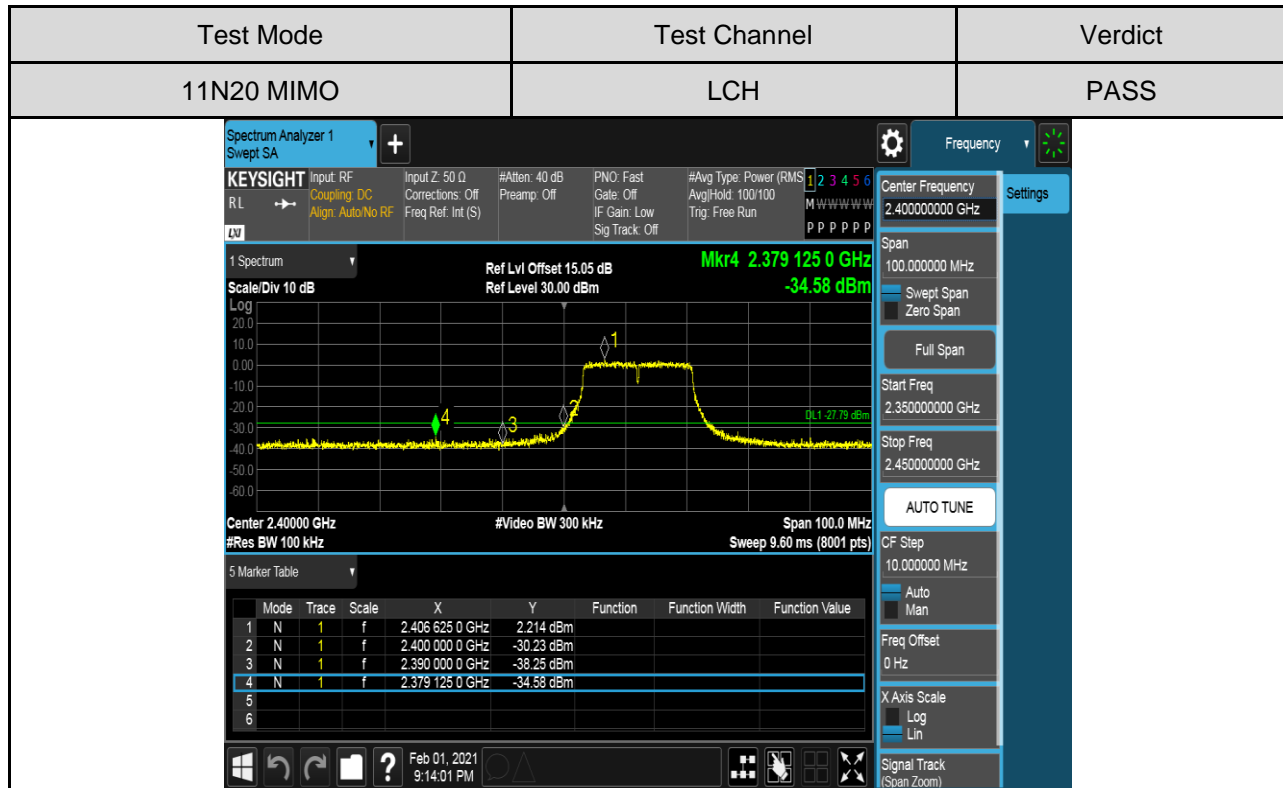 Test Mode Test Channel Verdict
11N20 MIMO LCH PASS
Spectrum Analyzer 1
Swept SA
+
Frequency
KEYSIGHT Input: RF Input Z: 50 Ω #Atten: 40 dB PNO: Fast #Avg Type: Power (RMS 1 2 3 4 5 6
RL Coupling: DC Corrections: Off Preamp: Off Gate: Off Avg|Hold: 100/100 M W W W W W
Align: Auto/No RF Freq Ref: Int (S) IF Gain: Low Trig: Free Run
LXI Sig Track: Off P P P P P P
1 Spectrum Ref Lvl Offset 15.05 dB Mkr4 2.379 125 0 GHz
Scale/Div 10 dB Ref Level 30.00 dBm -34.58 dBm
Log
20.0
10.0
0.00
-10.0
-20.0
-30.0
-40.0
-50.0
-60.0
1
2
3
4
DL1 -27.79 dBm
Center 2.40000 GHz #Video BW 300 kHz Span 100.0 MHz
#Res BW 100 kHz Sweep 9.60 ms (8001 pts)
5 Marker Table
Mode Trace Scale X Y Function Function Width Function Value
1 N 1 f 2.406 625 0 GHz 2.214 dBm
2 N 1 f 2.400 000 0 GHz -30.23 dBm
3 N 1 f 2.390 000 0 GHz -38.25 dBm
4 N 1 f 2.379 125 0 GHz -34.58 dBm
5
6
?
Feb 01, 2021
9:14:01 PM
Center Frequency
2.400000000 GHz
Settings
Span
100.000000 MHz
Swept Span
Zero Span
Full Span
Start Freq
2.350000000 GHz
Stop Freq
2.450000000 GHz
AUTO TUNE
CF Step
10.000000 MHz
Auto
Man
Freq Offset
0 Hz
X Axis Scale
Log
Lin
Signal Track
(Span Zoom)